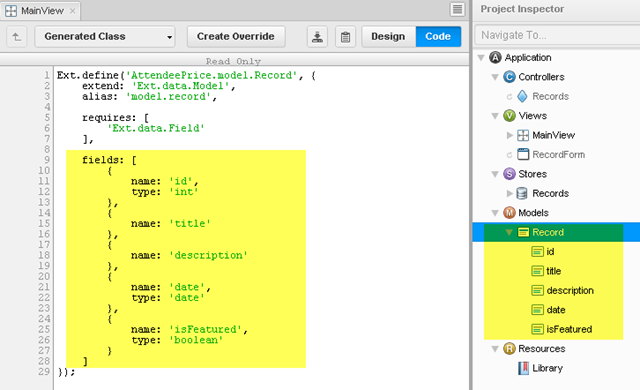 MainView
Generated Class
Create Override
Design
Code
Read Only
1 Ext.define('AttendeePrice.model.Record', {
2 extend: 'Ext.data.Model',
3 alias: 'model.record',
4
5 requires: [
6 'Ext.data.Field'
7 ],
8
9 fields: [
10 {
11 name: 'id',
12 type: 'int'
13 },
14 {
15 name: 'title'
16 },
17 {
18 name: 'description'
19 },
20 {
21 name: 'date',
22 type: 'date'
23 },
24 {
25 name: 'isFeatured',
26 type: 'boolean'
27 }
28 ]
29 });
Project Inspector
Navigate To...
Application
C Controllers
Records
V Views
MainView
RecordForm
S Stores
Records
M Models
Record
id
title
description
date
isFeatured
R Resources
Library